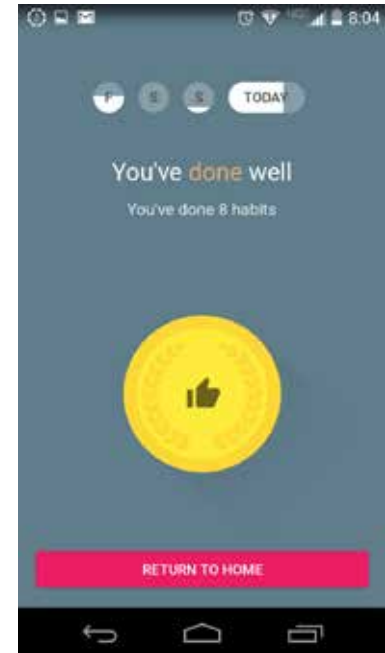 8:04
F S S TODAY
You've done well
You've done 8 habits
RETURN TO HOME